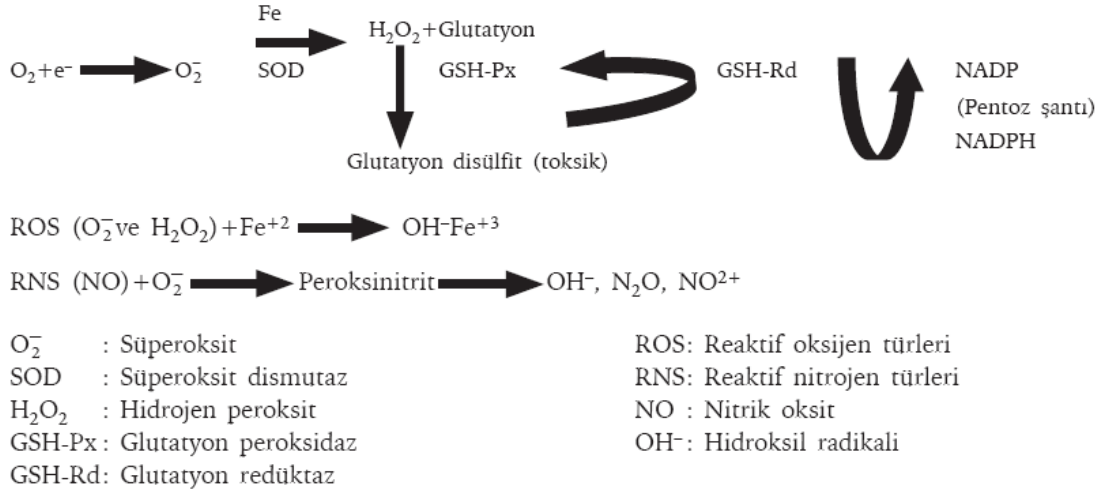 Fe
H₂O₂+Glutatyon
O₂+e⁻ O₂⁻ SOD GSH-Px GSH-Rd NADP
(Pentoz şantı)
NADPH
Glutatyon disülfit (toksik)
ROS (O₂⁻ ve H₂O₂)+Fe⁺² OH⁻Fe⁺³
RNS (NO)+O₂⁻ Peroksinitrit OH⁻, N₂O, NO²⁺
O₂⁻ : Süperoksit
SOD : Süperoksit dismutaz
H₂O₂ : Hidrojen peroksit
GSH-Px : Glutatyon peroksidaz
GSH-Rd: Glutatyon redüktaz
ROS: Reaktif oksijen türleri
RNS: Reaktif nitrojen türleri
NO : Nitrik oksit
OH⁻: Hidroksil radikali